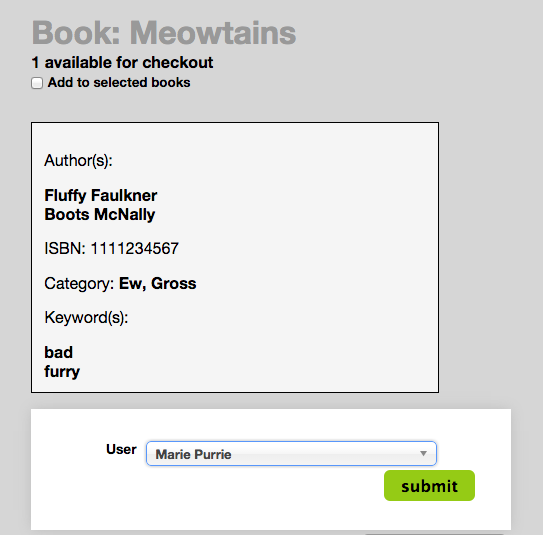 Book: Meowtains
1 available for checkout
Add to selected books
Author(s):
Fluffy Faulkner
Boots McNally
ISBN: 1111234567
Category: Ew, Gross
Keyword(s):
bad
furry
User Marie Purrie
submit